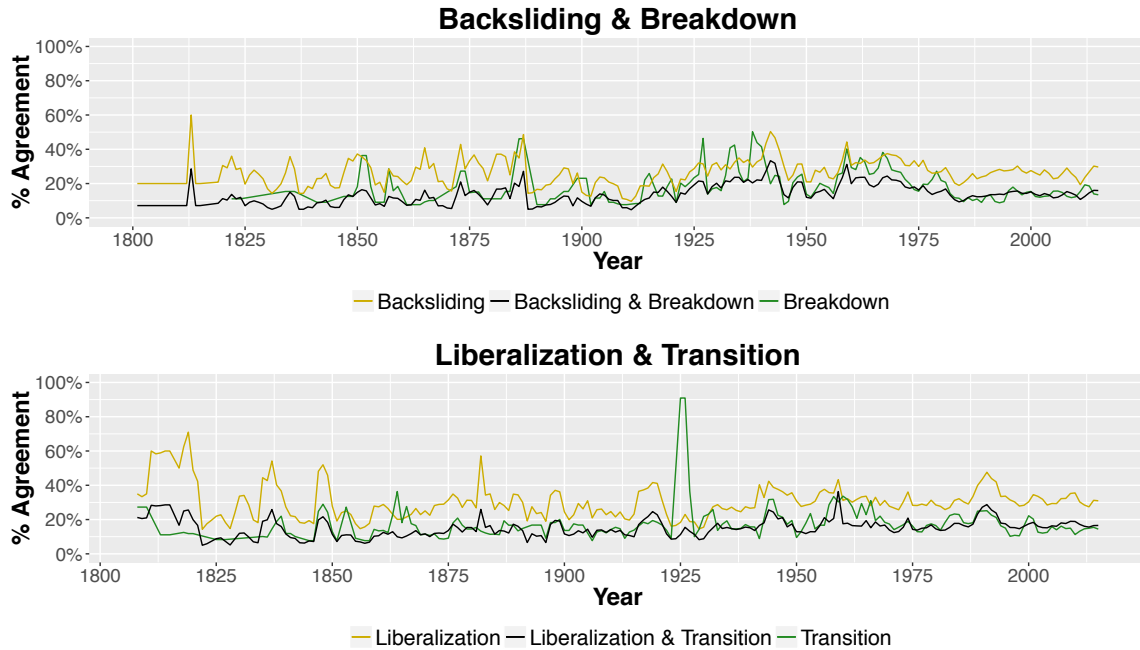 Backsliding & Breakdown
% Agreement
100%
80%
60%
40%
20%
0%
1800 1825 1850 1875 1900 1925 1950 1975 2000
Year
Backsliding Backsliding & Breakdown Breakdown
Liberalization & Transition
% Agreement
100%
80%
60%
40%
20%
0%
1800 1825 1850 1875 1900 1925 1950 1975 2000
Year
Liberalization Liberalization & Transition Transition